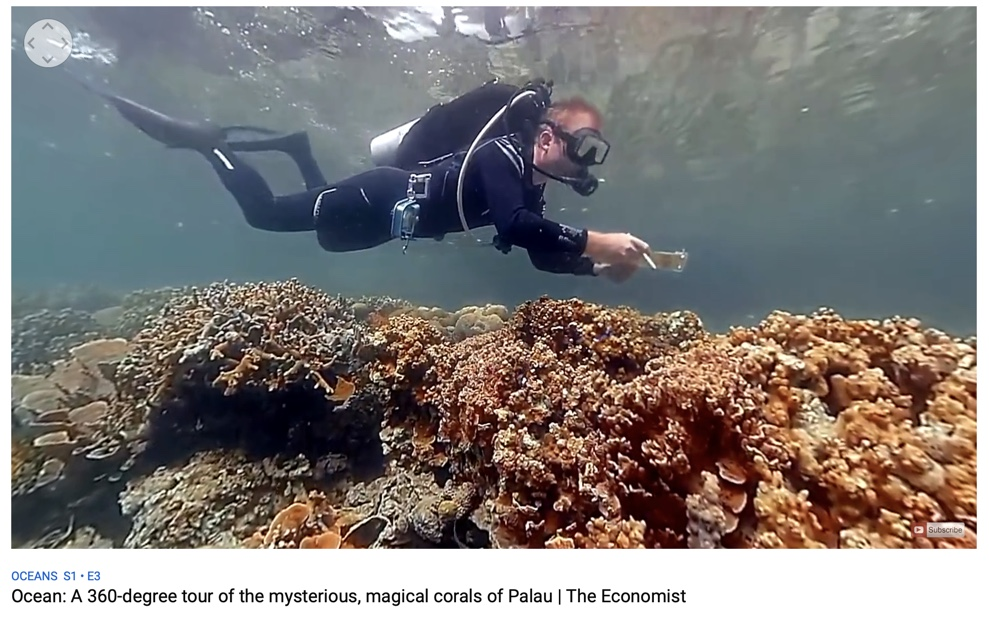 Subscribe
OCEANS S1 • E3
Ocean: A 360-degree tour of the mysterious, magical corals of Palau | The Economist